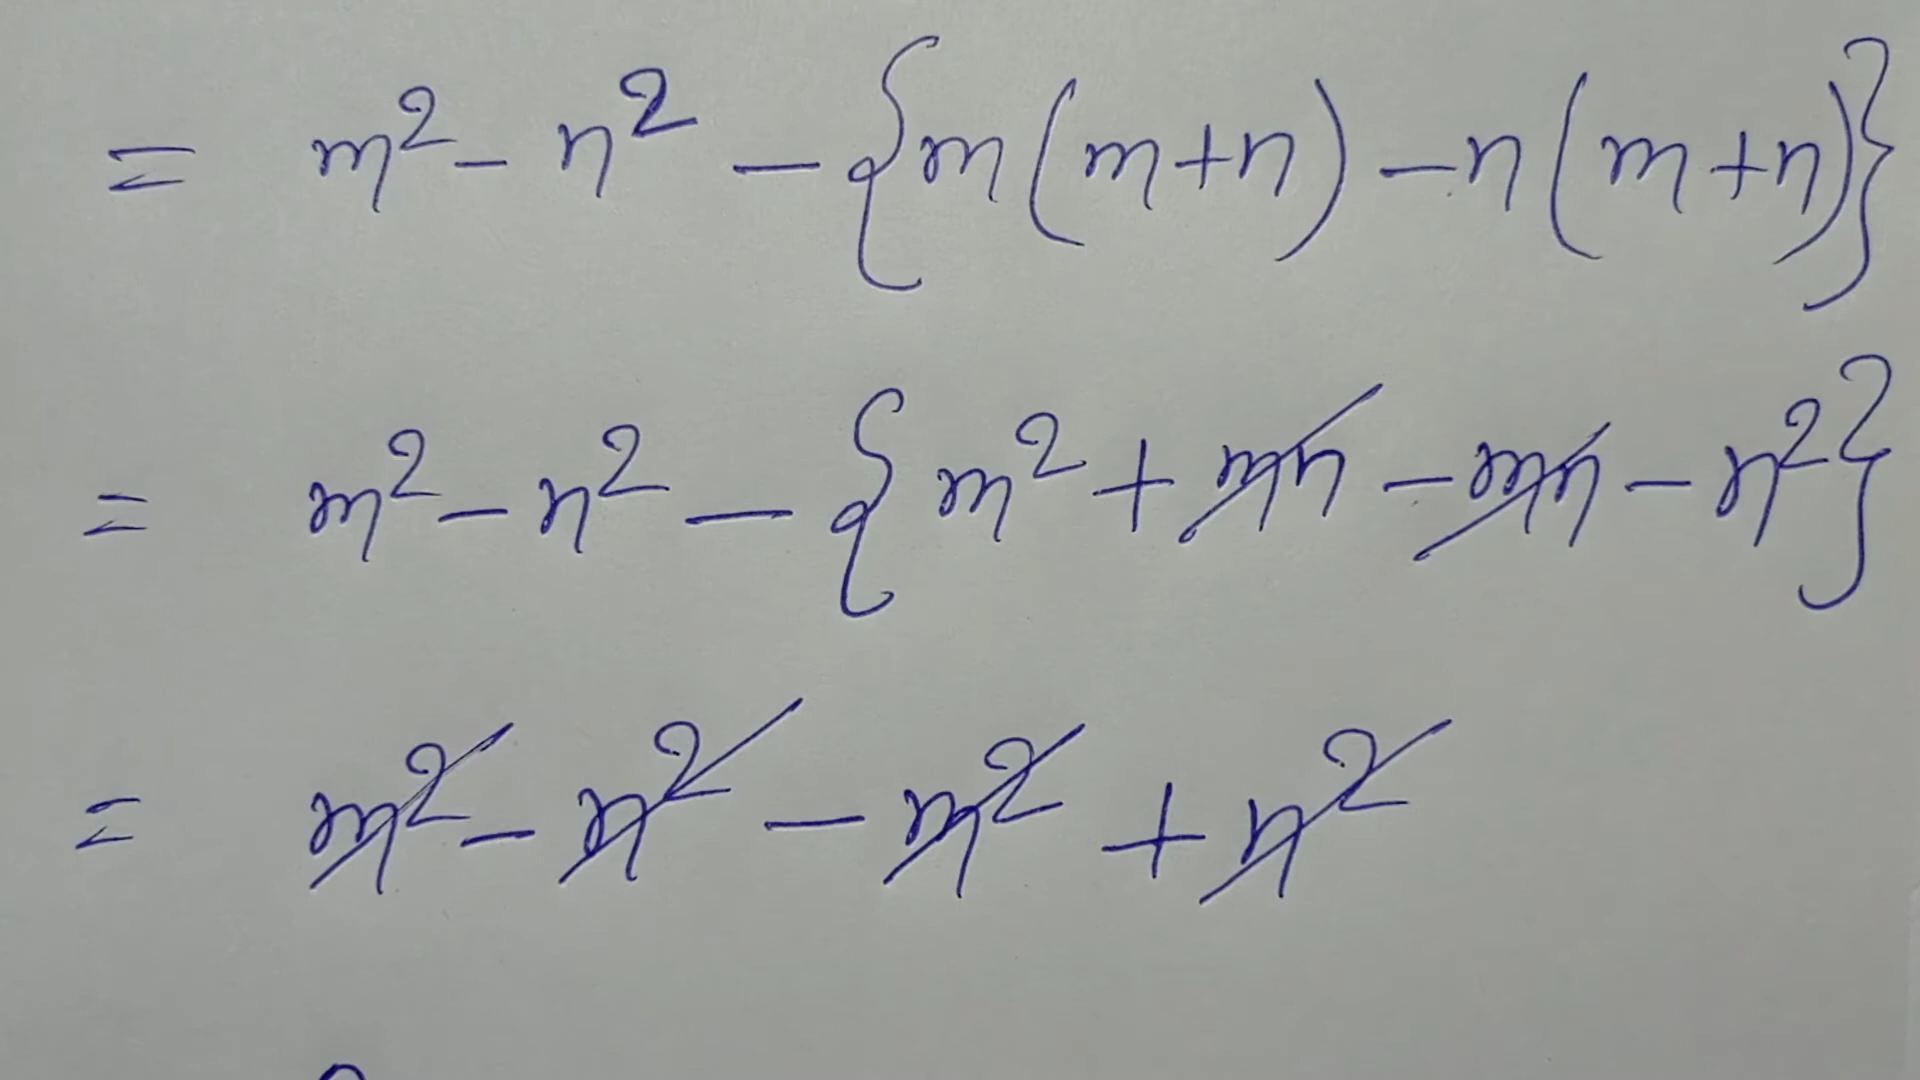 = m² - n² - {m(m+n) - n(m+n)}
= m² - n² - {m² + mn - mn - n²}
= m² - n² - m² + n²